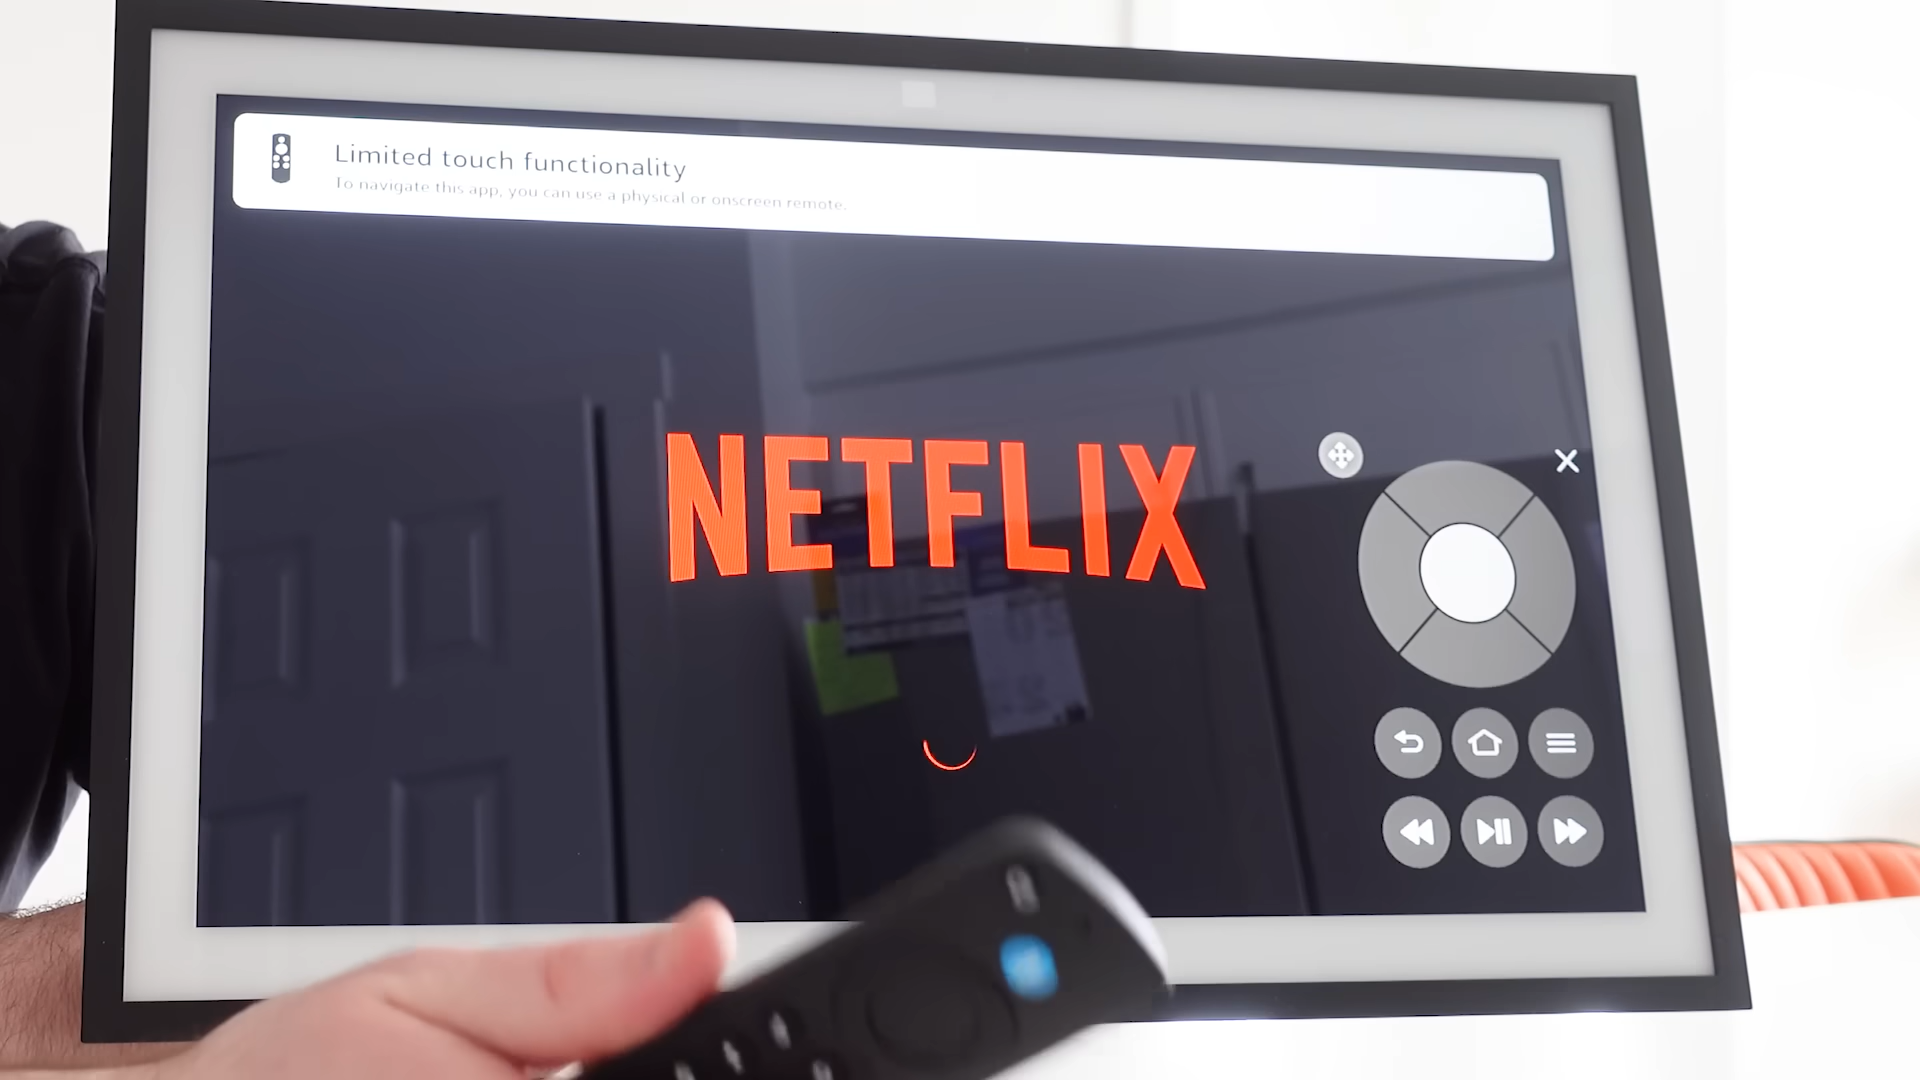 Limited touch functionality
To navigate this app, you can use a physical or onscreen remote.
NETFLIX